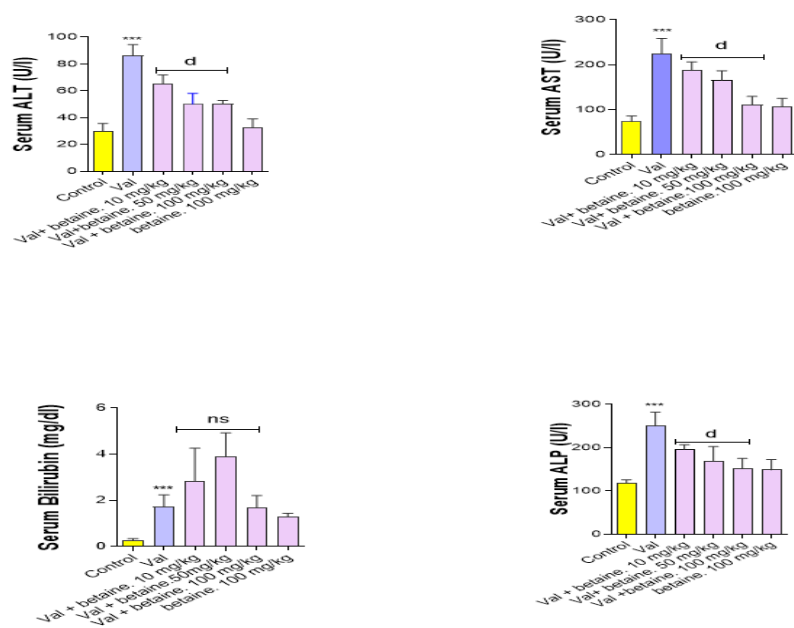 Serum ALT (U/l)
100
80
60
40
20
0
***
d
Control
Val
Val+ betaine. 10 mg/kg
Val+betaine. 50 mg/kg
Val + betaine. 100 mg/kg
betaine. 100 mg/kg
Serum AST (U/l)
300
200
100
0
***
d
Control
Val
Val+ betaine. 10 mg/kg
Val+ betaine. 50 mg/kg
Val + betaine.100 mg/kg
betaine.100 mg/kg
Serum Bilirubin (mg/dl)
6
4
2
0
***
ns
Control
Val
Val + betaine. 10 mg/kg
Val + betaine.50mg/kg
Val + betaine. 100 mg/kg
betaine. 100 mg/kg
Serum ALP (U/l)
300
200
100
0
***
d
Control
Val
Val + betaine. 10 mg/kg
Val+ betaine. 50 mg/kg
Val +betaine. 100 mg/kg
betaine. 100 mg/kg